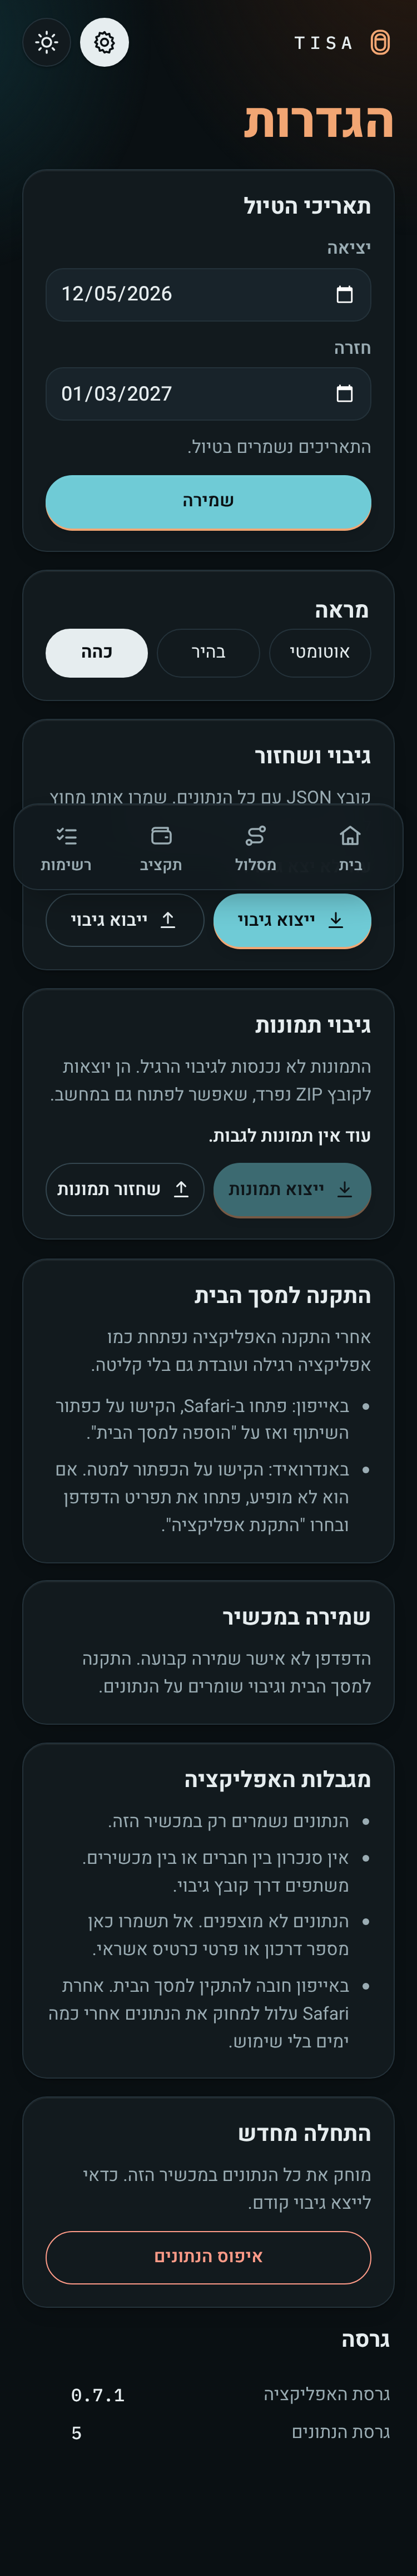 TISA
הגדרות
תאריכי הטיול
יציאה
12/05/2026
חזרה
01/03/2027
התאריכים נשמרים בטיול.
שמירה
מראה
אוטומטי
בהיר
כהה
גיבוי ושחזור
קובץ JSON עם כל הנתונים. שמרו אותו מחוץ
בית
מסלול
תקציב
רשימות
ייצוא גיבוי
ייבוא גיבוי
גיבוי תמונות
התמונות לא נכנסות לגיבוי הרגיל. הן יוצאות
לקובץ ZIP נפרד, שאפשר לפתוח גם במחשב.
עוד אין תמונות לגבות.
ייצוא תמונות
שחזור תמונות
התקנה למסך הבית
אחרי התקנה האפליקציה נפתחת כמו
אפליקציה רגילה ועובדת גם בלי קליטה.
• באייפון: פתחו ב-Safari, הקישו על כפתור
השיתוף ואז על "הוספה למסך הבית".
• באנדרואיד: הקישו על הכפתור למטה. אם
הוא לא מופיע, פתחו את תפריט הדפדפן
ובחרו "התקנת אפליקציה".
שמירה במכשיר
הדפדפן לא אישר שמירה קבועה. התקנה
למסך הבית וגיבוי שומרים על הנתונים.
מגבלות האפליקציה
• הנתונים נשמרים רק במכשיר הזה.
• אין סנכרון בין חברים או בין מכשירים.
משתפים דרך קובץ גיבוי.
• הנתונים לא מוצפנים. אל תשמרו כאן
מספר דרכון או פרטי כרטיס אשראי.
• באייפון חובה להתקין למסך הבית. אחרת
Safari עלול למחוק את הנתונים אחרי כמה
ימים בלי שימוש.
התחלה מחדש
מוחק את כל הנתונים במכשיר הזה. כדאי
לייצא גיבוי קודם.
איפוס הנתונים
גרסה
גרסת האפליקציה 0.7.1
גרסת הנתונים 5